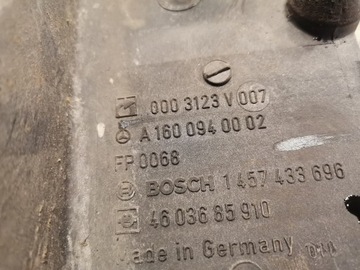 000 3123 V 007
A 160 094 00 02
FP 0068
BOSCH 1 457 433 696
46 036 85 910
Made in Germany